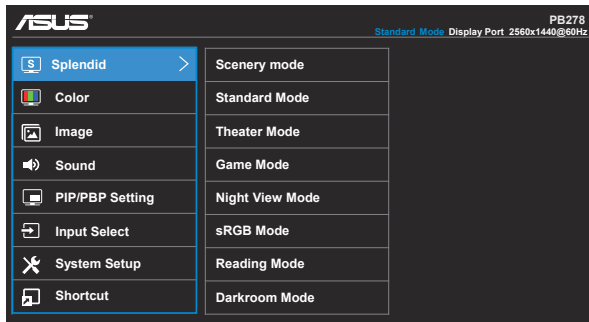 ASUS
PB278
Standard Mode Display Port 2560x1440@60Hz
S Splendid
Color
Image
Sound
PIP/PBP Setting
Input Select
System Setup
Shortcut
Scenery mode
Standard Mode
Theater Mode
Game Mode
Night View Mode
sRGB Mode
Reading Mode
Darkroom Mode